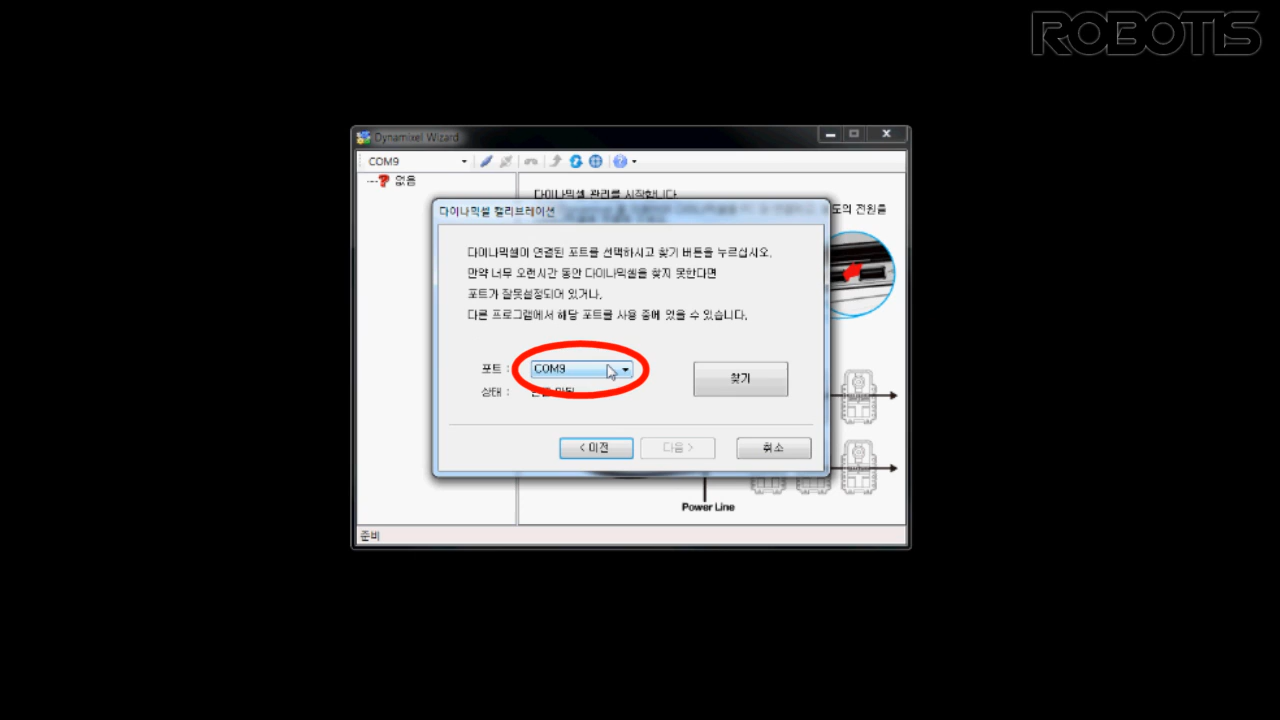 ROBOTIS
Dynamixel Wizard
COM9
없음
다이나믹셀 관리를 시작합니다.
도의 전원을
다이나믹셀 캘리브레이션
다이나믹셀이 연결된 포트를 선택하시고 찾기 버튼을 누르십시오.
만약 너무 오랜시간 동안 다이나믹셀을 찾지 못한다면
포트가 잘못설정되어 있거나,
다른 프로그램에서 해당 포트를 사용 중에 있을 수 있습니다.
포트 : COM9
찾기
상태 :
< 이전 다음 > 취소
Power Line
준비